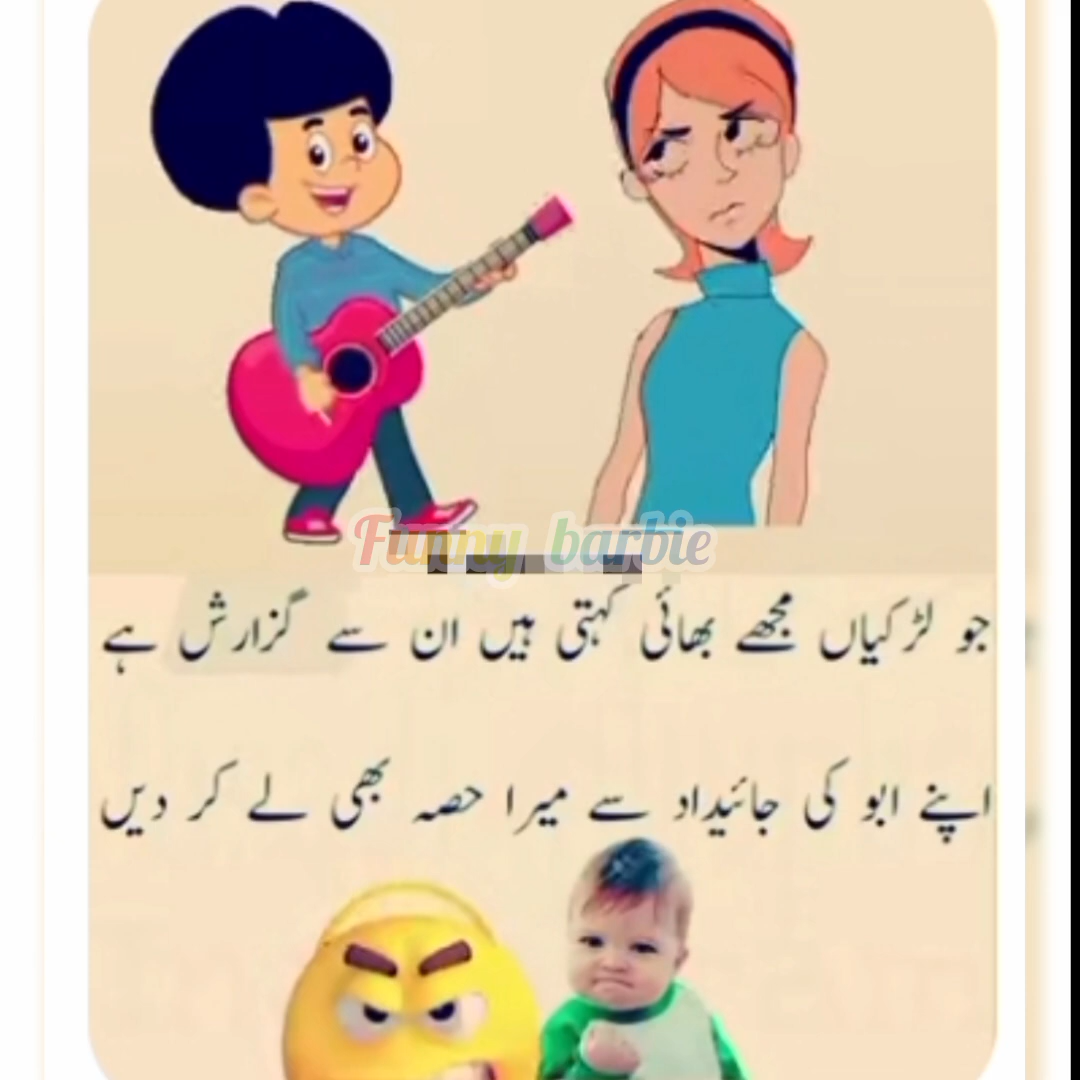 Funny barbie
جو لڑکیاں مجھے بھائی کہتی ہیں ان سے گزارش ہے
اپنے ابو کی جائیداد سے میرا حصہ بھی لے کر دیں